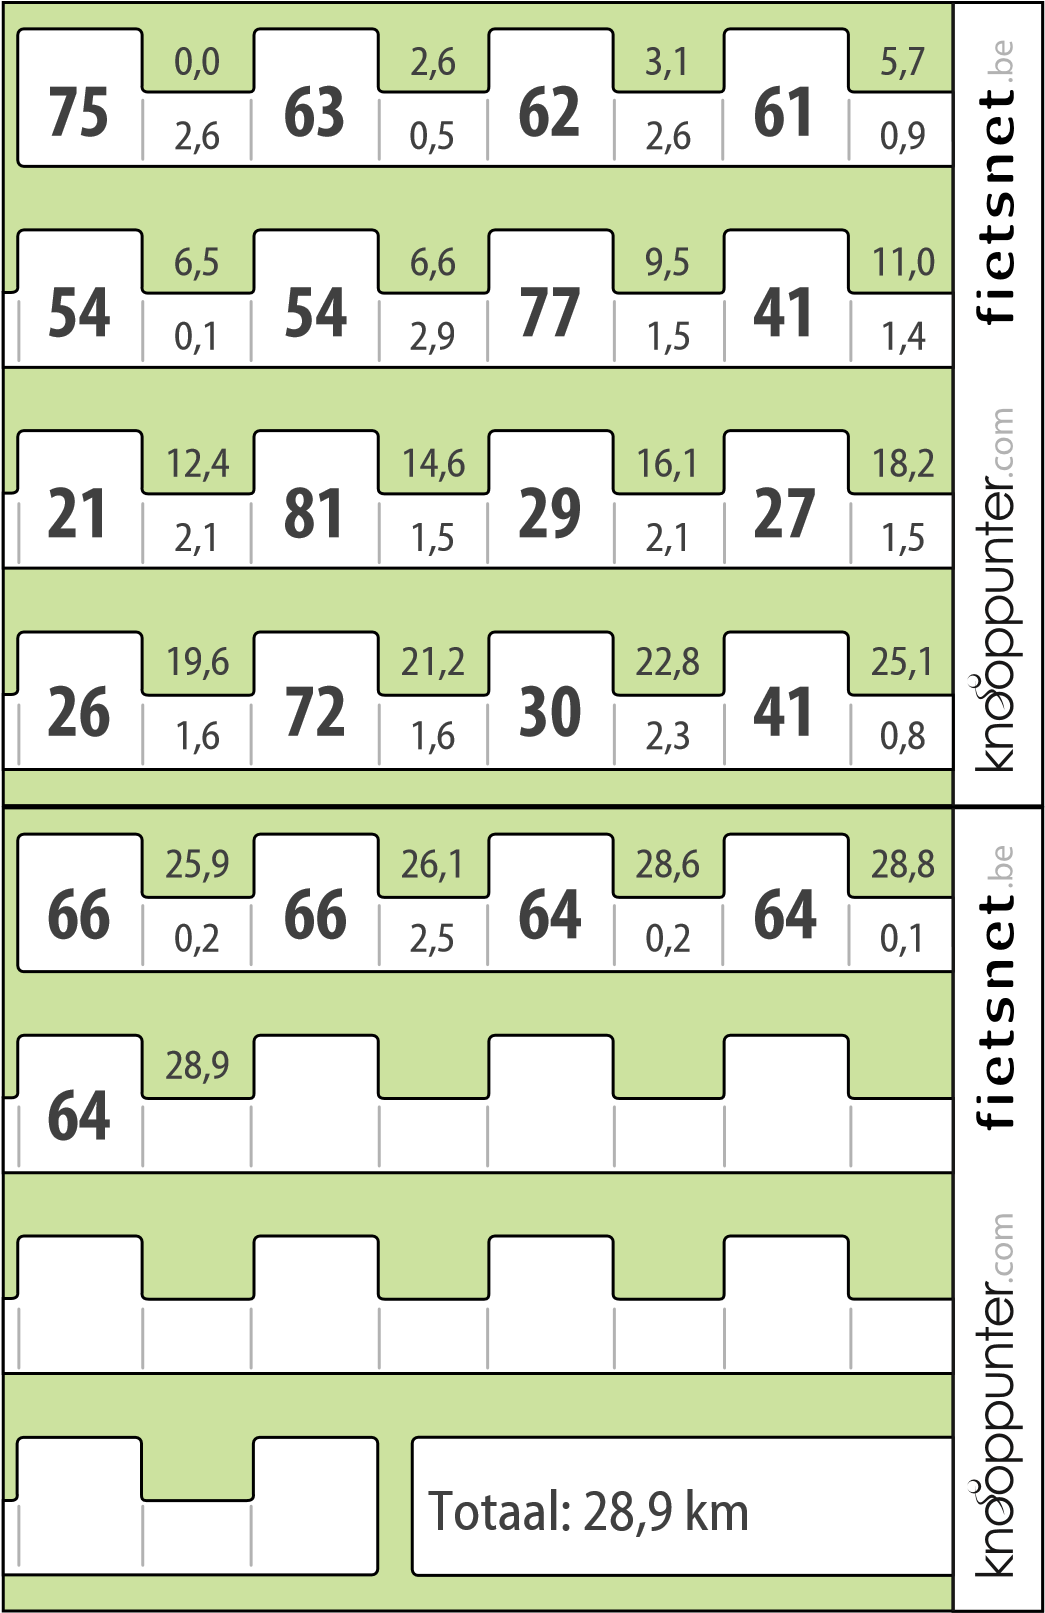 0,0 2,6 3,1 5,7
75 63 62 61
2,6 0,5 2,6 0,9
6,5 6,6 9,5 11,0
54 54 77 41
0,1 2,9 1,5 1,4
12,4 14,6 16,1 18,2
21 81 29 27
2,1 1,5 2,1 1,5
19,6 21,2 22,8 25,1
26 72 30 41
1,6 1,6 2,3 0,8
fietsnet.be
knooppunter.com
25,9 26,1 28,6 28,8
66 66 64 64
0,2 2,5 0,2 0,1
28,9
64
Totaal: 28,9 km
fietsnet.be
knooppunter.com